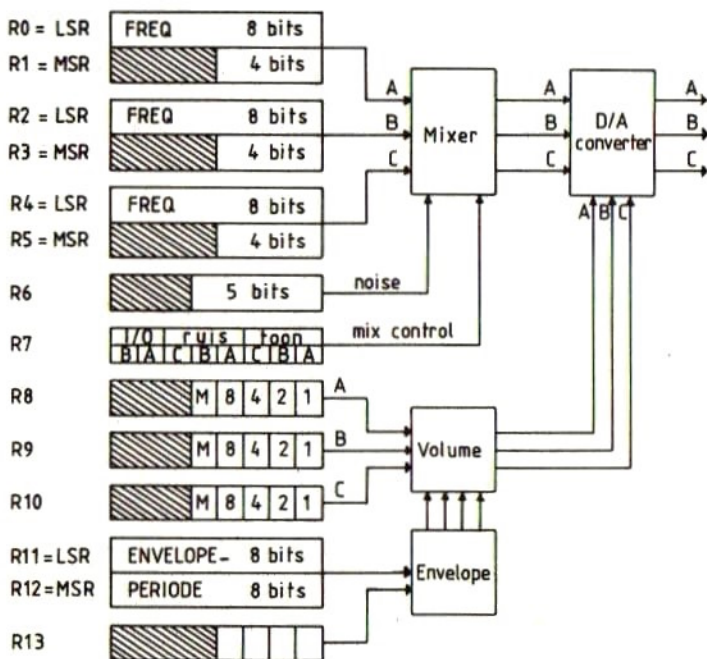 R0 = LSR FREQ 8 bits
R1 = MSR 4 bits
A A A
R2 = LSR FREQ 8 bits
B Mixer B D/A converter B
R3 = MSR 4 bits
C C C
R4 = LSR FREQ 8 bits
R5 = MSR 4 bits
A B C
R6 5 bits noise
R7 I/O ruis toon mix control
B A C B A C B A
R8 M 8 4 2 1 A
R9 M 8 4 2 1 B Volume
R10 M 8 4 2 1 C
R11=LSR ENVELOPE- 8 bits
R12=MSR PERIODE 8 bits
Envelope
R13